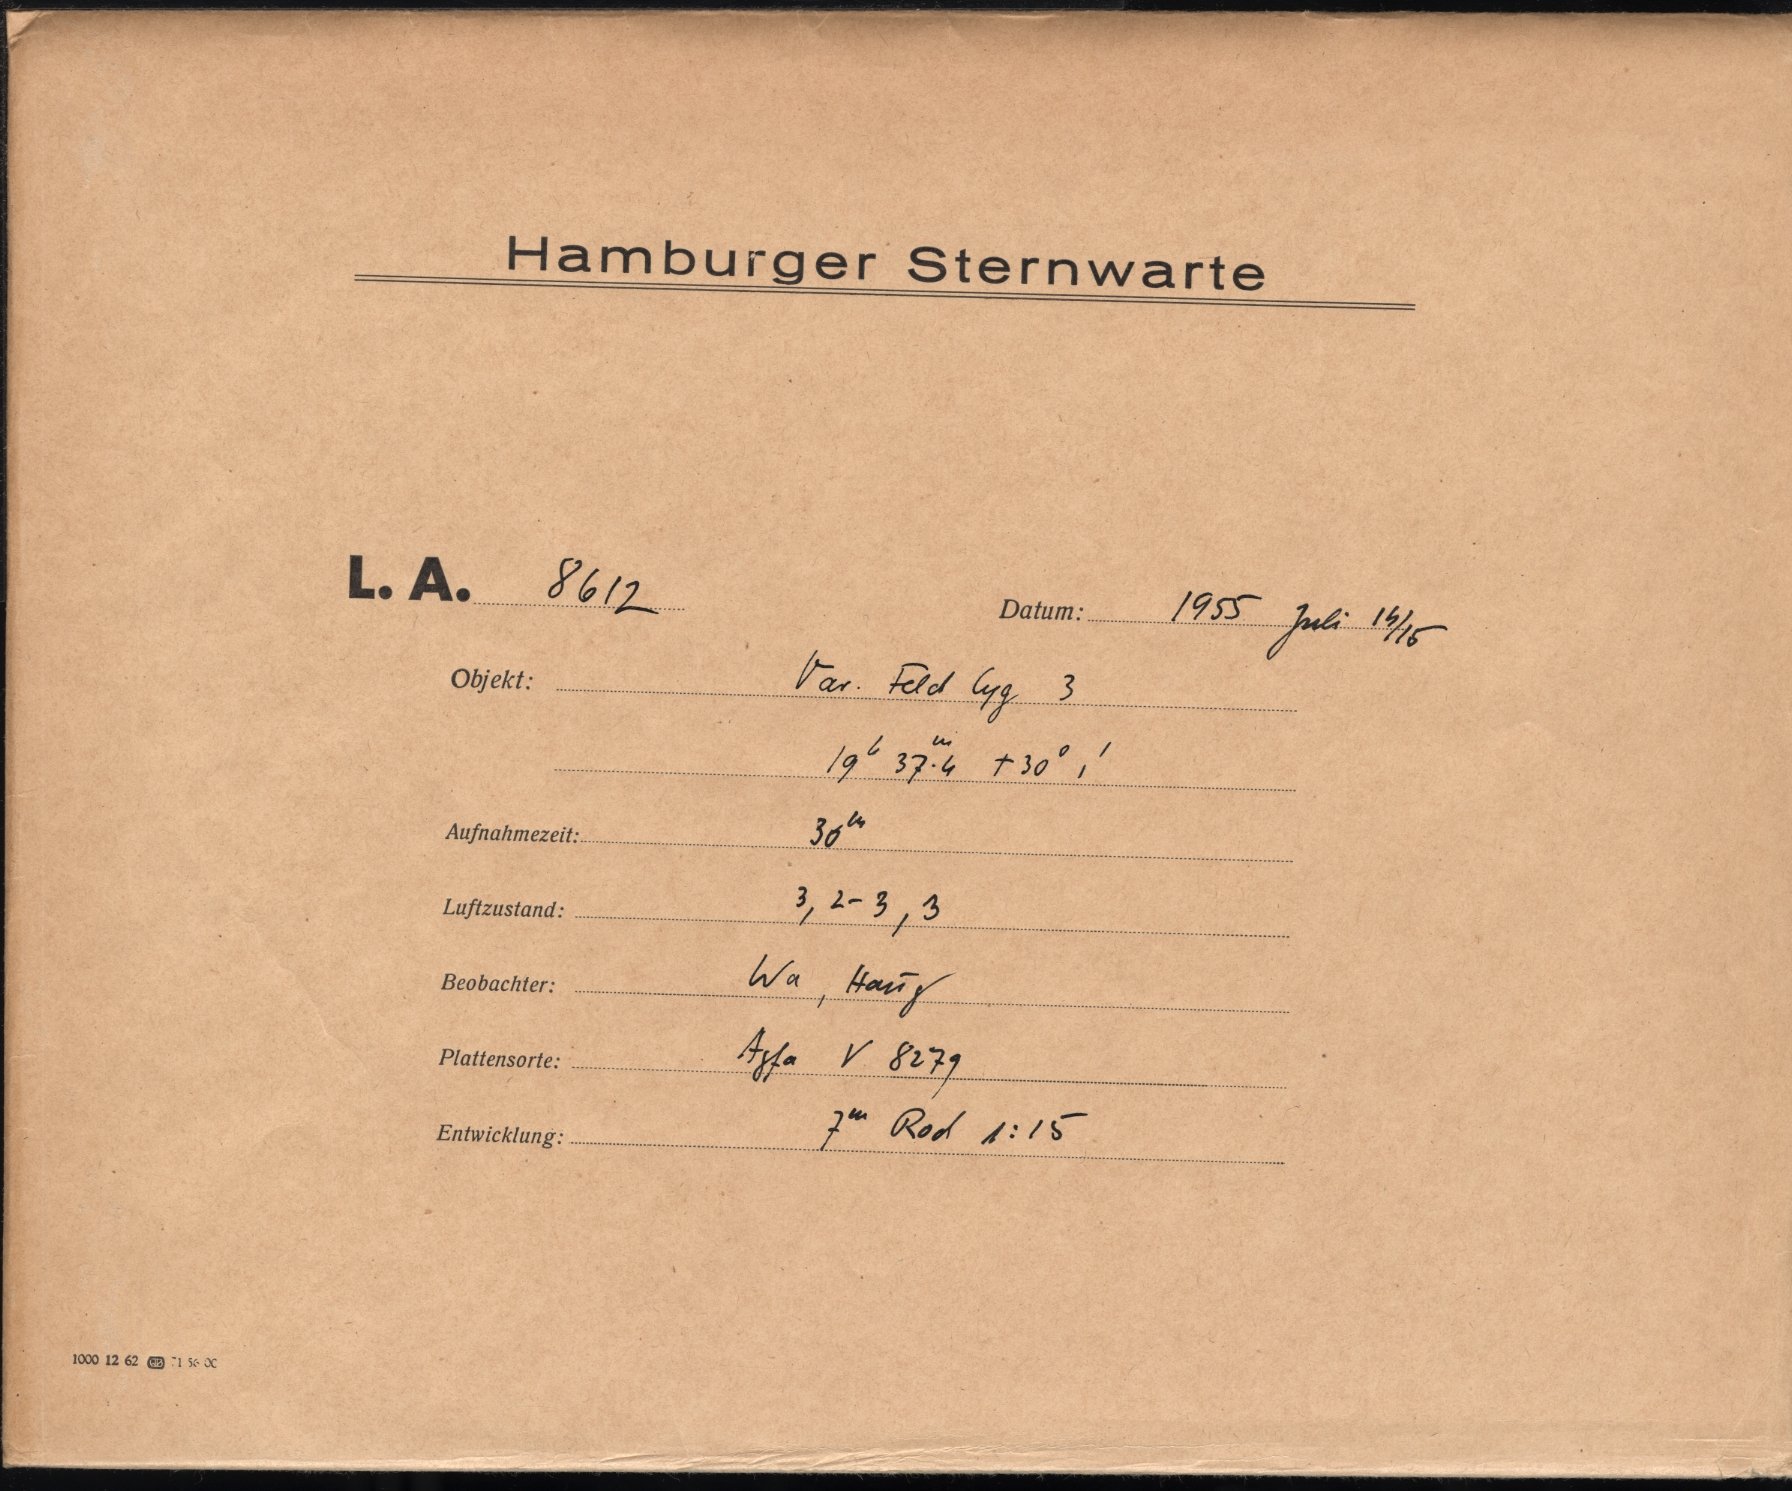 Hamburger Sternwarte
L. A. 8612
Datum: 1955 Juli 14/15
Objekt: Var. Feld Cyg 3
19ʰ 37ᵐ.4 +30° 1'
Aufnahmezeit: 30ᵐ
Luftzustand: 3, 2-3, 3
Beobachter: Wa, Haug
Plattensorte: Agfa V 8279
Entwicklung: 7ᵐ Rod 1:15
1000 12 62